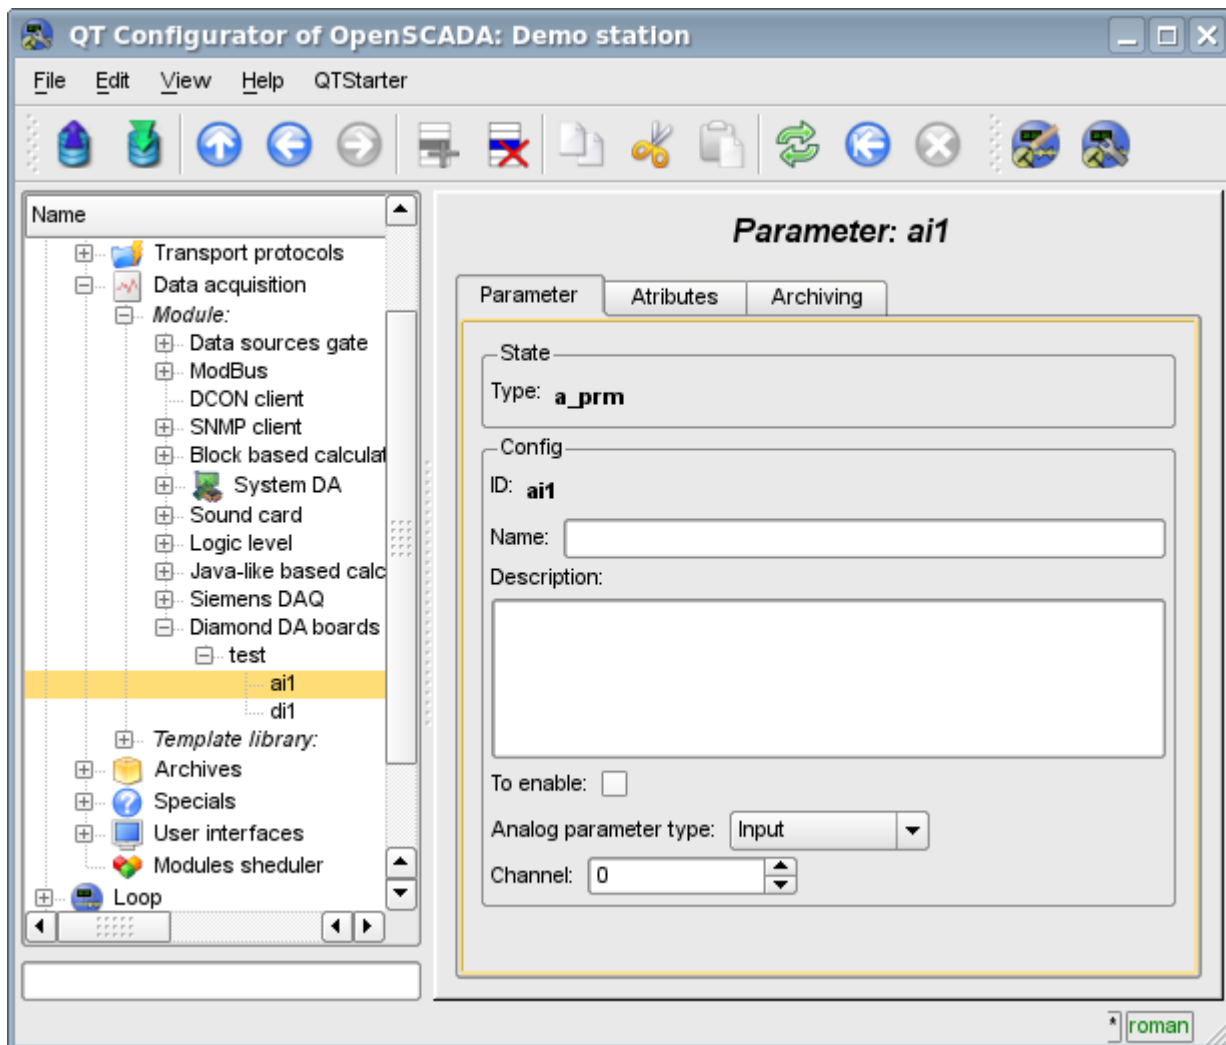 QT Configurator of OpenSCADA: Demo station
File Edit View Help QTStarter
Name
Transport protocols
Data acquisition
Module:
Data sources gate
ModBus
DCON client
SNMP client
Block based calculat
System DA
Sound card
Logic level
Java-like based calc
Siemens DAQ
Diamond DA boards
test
ai1
di1
Template library:
Archives
Specials
User interfaces
Modules sheduler
Loop
Parameter: ai1
Parameter Atributes Archiving
State
Type: a_prm
Config
ID: ai1
Name:
Description:
To enable:
Analog parameter type: Input
Channel: 0
* roman